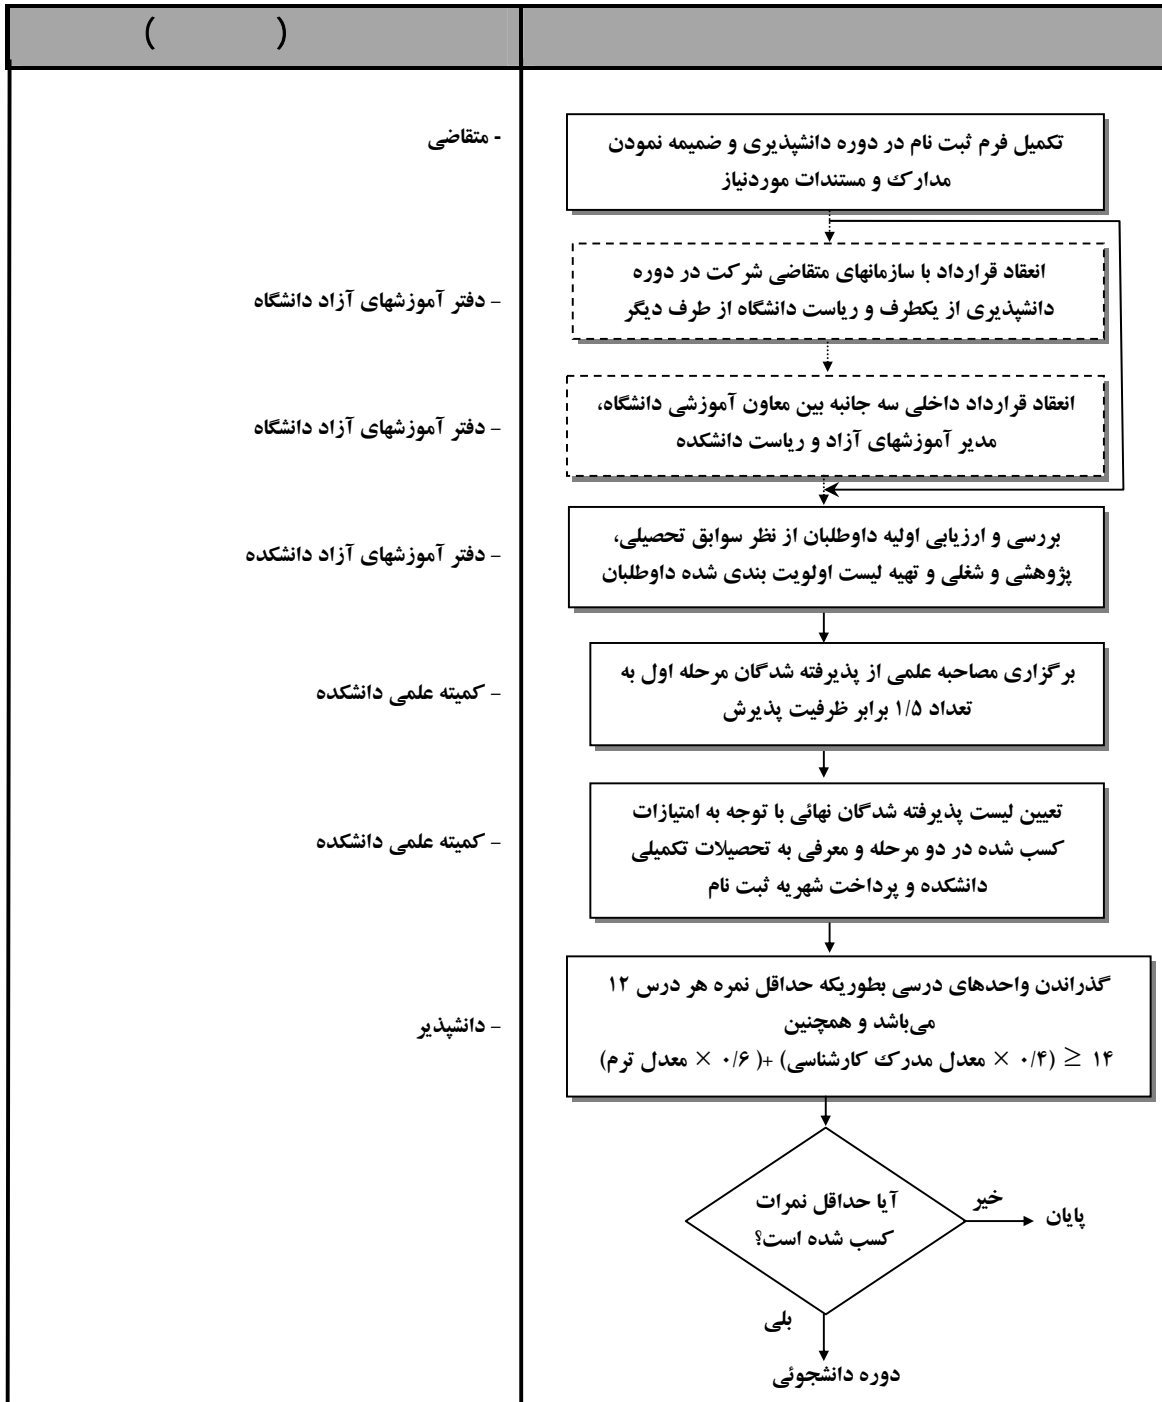 ( )
تکمیل فرم ثبت نام در دوره دانشپذیری و ضمیمه نمودن
مدارک و مستندات موردنیاز
- متقاضی
انعقاد قرارداد با سازمانهای متقاضی شرکت در دوره
دانشپذیری از یکطرف و ریاست دانشگاه از طرف دیگر
- دفتر آموزشهای آزاد دانشگاه
انعقاد قرارداد داخلی سه جانبه بین معاون آموزشی دانشگاه،
مدیر آموزشهای آزاد و ریاست دانشکده
- دفتر آموزشهای آزاد دانشگاه
بررسی و ارزیابی اولیه داوطلبان از نظر سوابق تحصیلی،
پژوهشی و شغلی و تهیه لیست اولویت بندی شده داوطلبان
- دفتر آموزشهای آزاد دانشکده
برگزاری مصاحبه علمی از پذیرفته شدگان مرحله اول به
تعداد ۱/۵ برابر ظرفیت پذیرش
- کمیته علمی دانشکده
تعیین لیست پذیرفته شدگان نهائی با توجه به امتیازات
کسب شده در دو مرحله و معرفی به تحصیلات تکمیلی
دانشکده و پرداخت شهریه ثبت نام
- کمیته علمی دانشکده
گذراندن واحدهای درسی بطوریکه حداقل نمره هر درس ۱۲
می‌باشد و همچنین
۱۴ ≤ (۰/۴ × معدل مدرک کارشناسی) +( ۰/۶ × معدل ترم)
- دانشپذیر
آیا حداقل نمرات
کسب شده است؟
خیر
پایان
بلی
دوره دانشجوئی